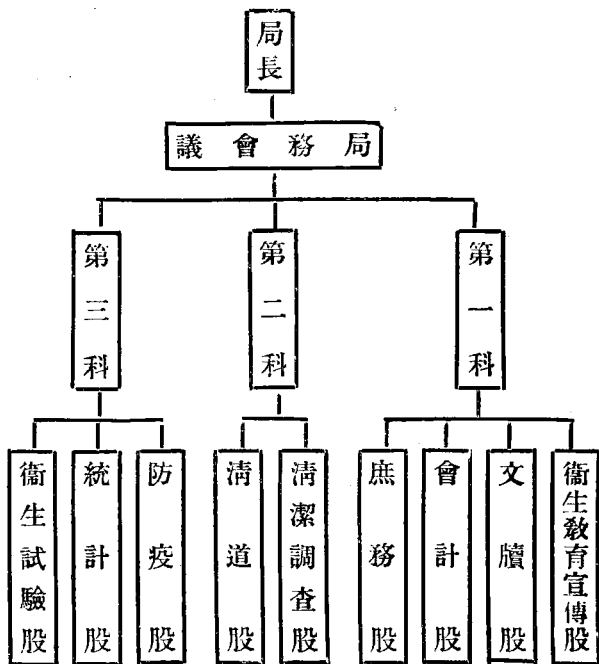 局長
局務會議
第一科
第二科
第三科
衛生教育宣傳股
文牘股
會計股
庶務股
清潔調查股
清道股
防疫股
統計股
衛生試驗股